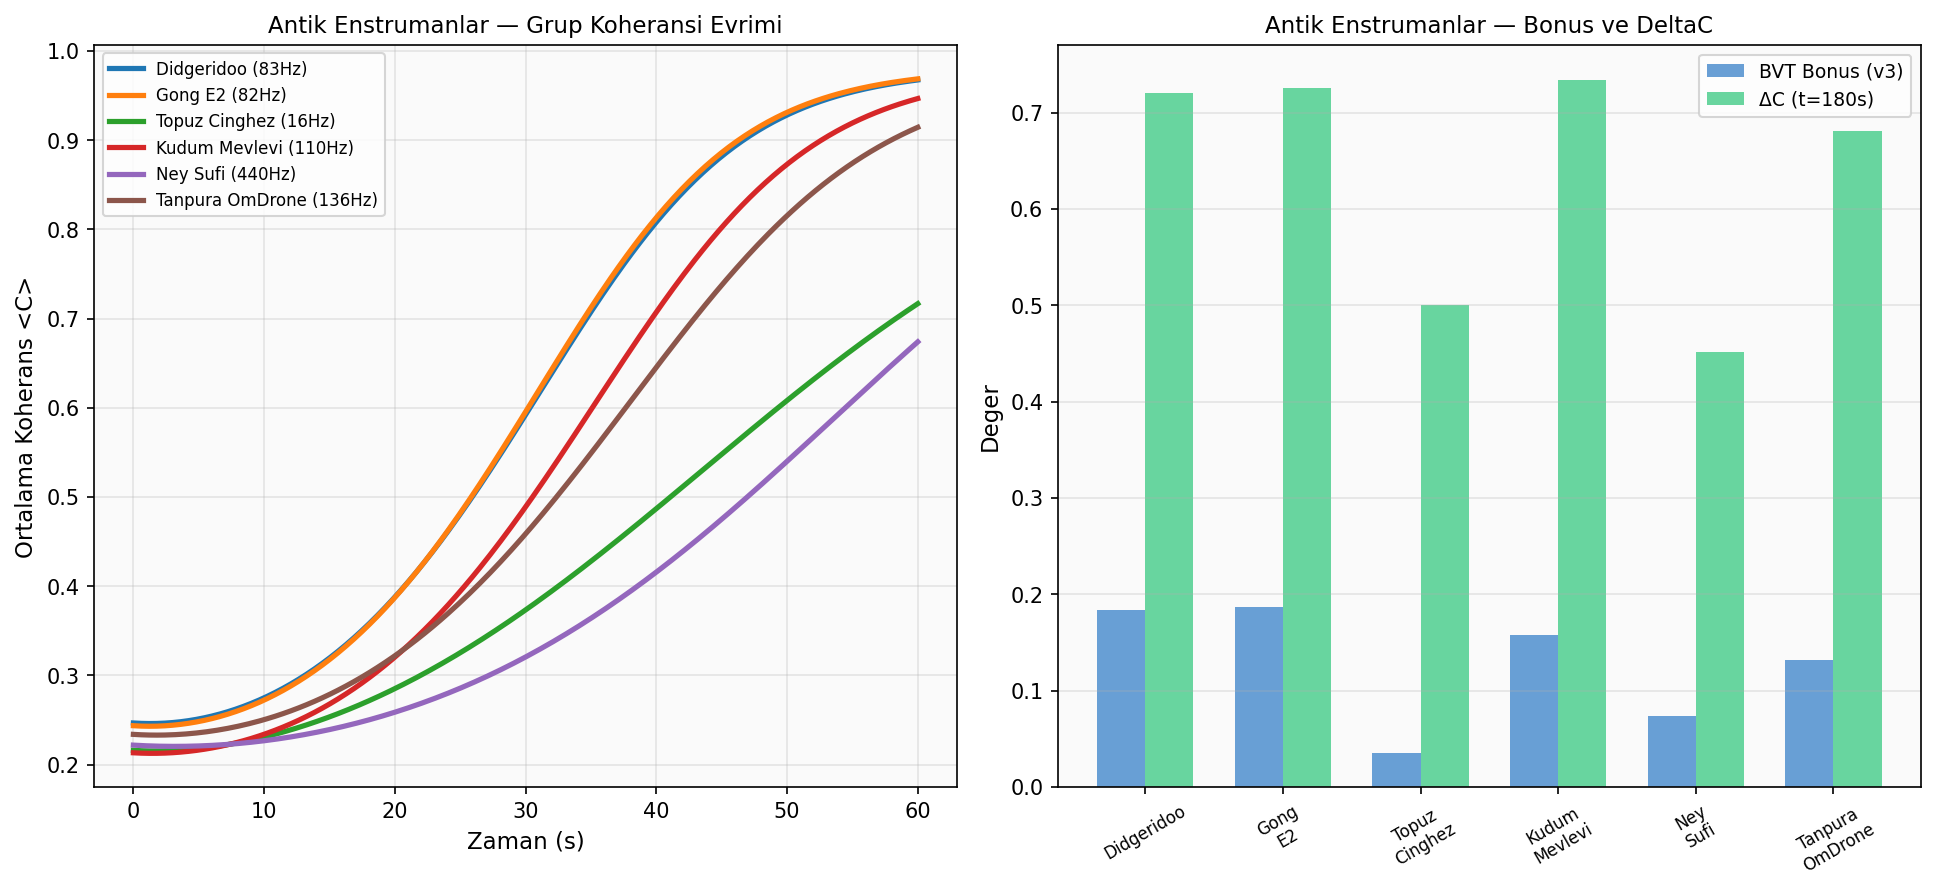 Antik Enstrumanlar — Grup Koheransi Evrimi
Didgeridoo (83Hz)
Gong E2 (82Hz)
Topuz Cinghez (16Hz)
Kudum Mevlevi (110Hz)
Ney Sufi (440Hz)
Tanpura OmDrone (136Hz)
Ortalama Koherans <C>
1.0
0.9
0.8
0.7
0.6
0.5
0.4
0.3
0.2
0 10 20 30 40 50 60
Zaman (s)
Antik Enstrumanlar — Bonus ve DeltaC
BVT Bonus (v3)
ΔC (t=180s)
Deger
0.7
0.6
0.5
0.4
0.3
0.2
0.1
0.0
Didgeridoo
Gong
E2
Topuz
Cinghez
Kudum
Mevlevi
Ney
Sufi
Tanpura
OmDrone